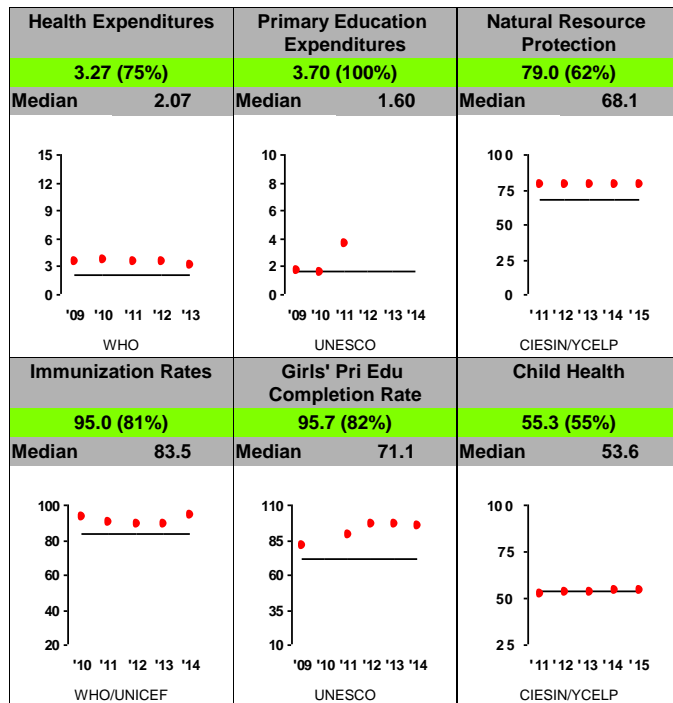 Health Expenditures
3.27 (75%)
Median 2.07
15
12
9
6
3
0
'09 '10 '11 '12 '13
WHO
Primary Education
Expenditures
3.70 (100%)
Median 1.60
10
8
6
4
2
0
'09 '10 '11 '12 '13 '14
UNESCO
Natural Resource
Protection
79.0 (62%)
Median 68.1
100
75
50
25
0
'11 '12 '13 '14 '15
CIESIN/YCELP
Immunization Rates
95.0 (81%)
Median 83.5
100
80
60
40
20
'10 '11 '12 '13 '14
WHO/UNICEF
Girls' Pri Edu
Completion Rate
95.7 (82%)
Median 71.1
110
85
60
35
10
'09 '10 '11 '12 '13 '14
UNESCO
Child Health
55.3 (55%)
Median 53.6
100
75
50
25
'11 '12 '13 '14 '15
CIESIN/YCELP